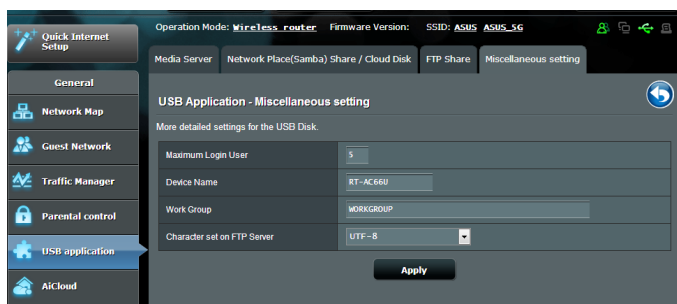 Operation Mode: Wireless router Firmware Version: SSID: ASUS ASUS_5G
Quick Internet
Setup
Media Server Network Place(Samba) Share / Cloud Disk FTP Share Miscellaneous setting
General
Network Map
Guest Network
Traffic Manager
Parental control
USB application
AiCloud
USB Application - Miscellaneous setting
More detailed settings for the USB Disk.
Maximum Login User 5
Device Name RT-AC66U
Work Group WORKGROUP
Character set on FTP Server UTF-8
Apply